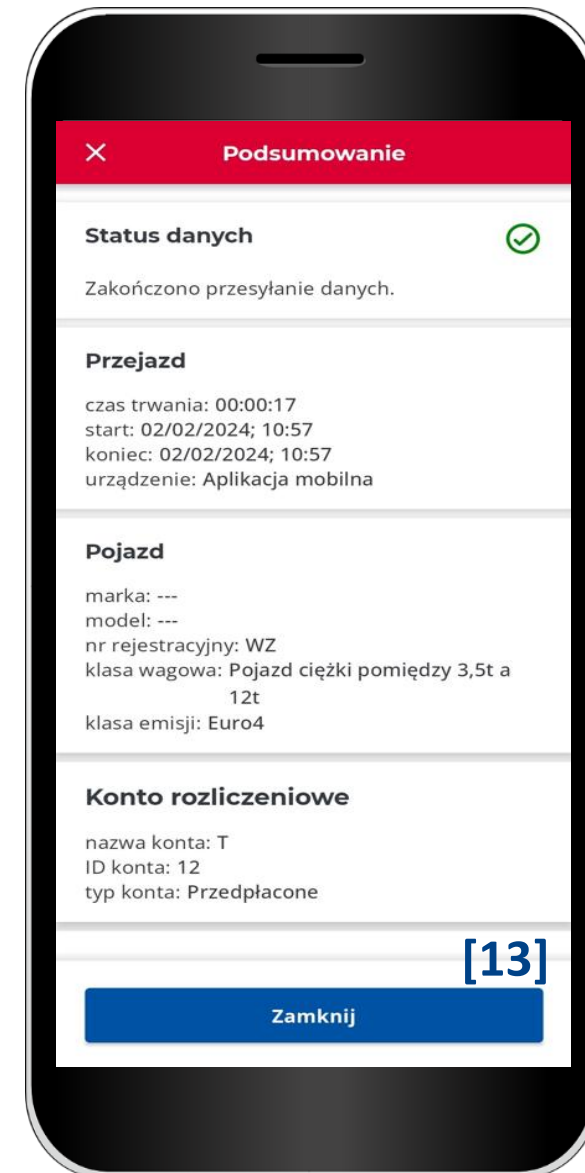 Podsumowanie
Status danych
Zakończono przesyłanie danych.
Przejazd
czas trwania: 00:00:17
start: 02/02/2024; 10:57
koniec: 02/02/2024; 10:57
urządzenie: Aplikacja mobilna
Pojazd
marka: ---
model: ---
nr rejestracyjny: WZ
klasa wagowa: Pojazd ciężki pomiędzy 3,5t a
12t
klasa emisji: Euro4
Konto rozliczeniowe
nazwa konta: T
ID konta: 12
typ konta: Przedpłacone
[13]
Zamknij